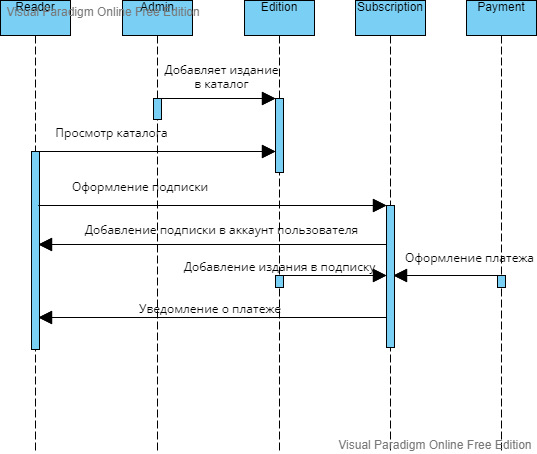 Visual Paradigm Online Free Edition
Reador Admin Edition Subscription Payment
Добавляет издание
в каталог
Просмотр каталога
Оформление подписки
Добавление подписки в аккаунт пользователя
Оформление платежа
Добавление издания в подписку
Уведомление о платеже
Visual Paradigm Online Free Edition